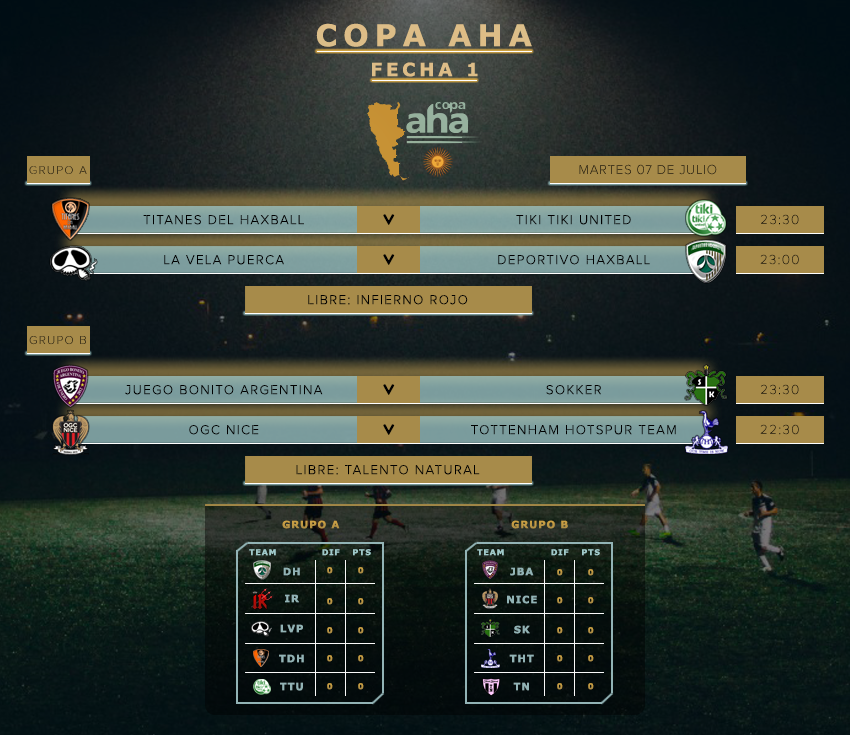 COPA AHA
FECHA 1
copa
aha
GRUPO A
MARTES 07 DE JULIO
TITANES DEL HAXBALL V TIKI TIKI UNITED 23:30
LA VELA PUERCA V DEPORTIVO HAXBALL 23:00
LIBRE: INFIERNO ROJO
GRUPO B
JUEGO BONITO ARGENTINA V SOKKER 23:30
OGC NICE V TOTTENHAM HOTSPUR TEAM 22:30
LIBRE: TALENTO NATURAL
GRUPO A
TEAM DIF PTS
DH 0 0
IR 0 0
LVP 0 0
TDH 0 0
TTU 0 0
GRUPO B
TEAM DIF PTS
JBA 0 0
NICE 0 0
SK 0 0
THT 0 0
TN 0 0